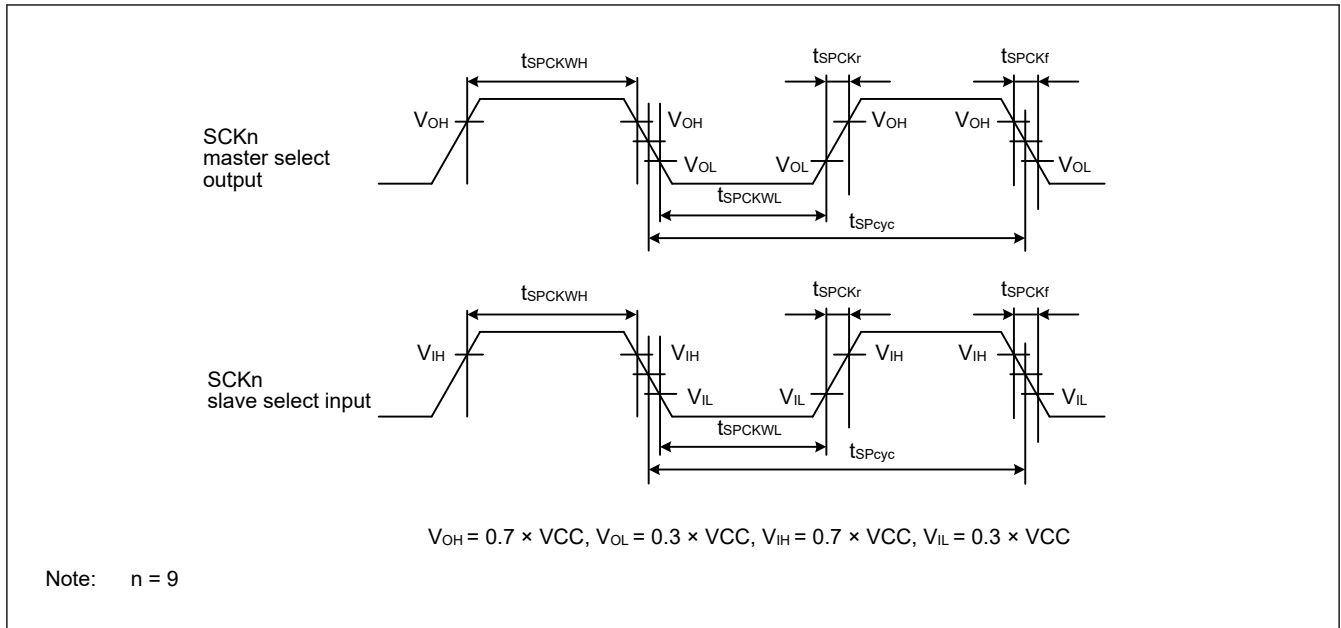 tSPCKWH
tSPCKr
tSPCKf
VOH
VOH
VOH
VOH
SCKn
master select
output
VOL
VOL
VOL
tSPCKWL
tSPcyc
tSPCKWH
tSPCKr
tSPCKf
VIH
VIH
VIH
VIH
SCKn
slave select input
VIL
VIL
VIL
tSPCKWL
tSPcyc
VOH = 0.7 × VCC, VOL = 0.3 × VCC, VIH = 0.7 × VCC, VIL = 0.3 × VCC
Note: n = 9